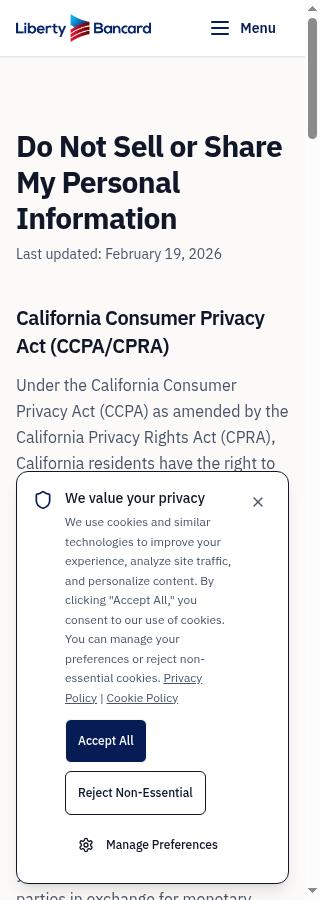 Liberty Bancard
Menu
Do Not Sell or Share
My Personal
Information
Last updated: February 19, 2026
California Consumer Privacy
Act (CCPA/CPRA)
Under the California Consumer
Privacy Act (CCPA) as amended by the
California Privacy Rights Act (CPRA),
California residents have the right to
We value your privacy
We use cookies and similar
technologies to improve your
experience, analyze site traffic,
and personalize content. By
clicking "Accept All," you
consent to our use of cookies.
You can manage your
preferences or reject non-
essential cookies. Privacy
Policy | Cookie Policy
Accept All
Reject Non-Essential
Manage Preferences
parties in exchange for monetary